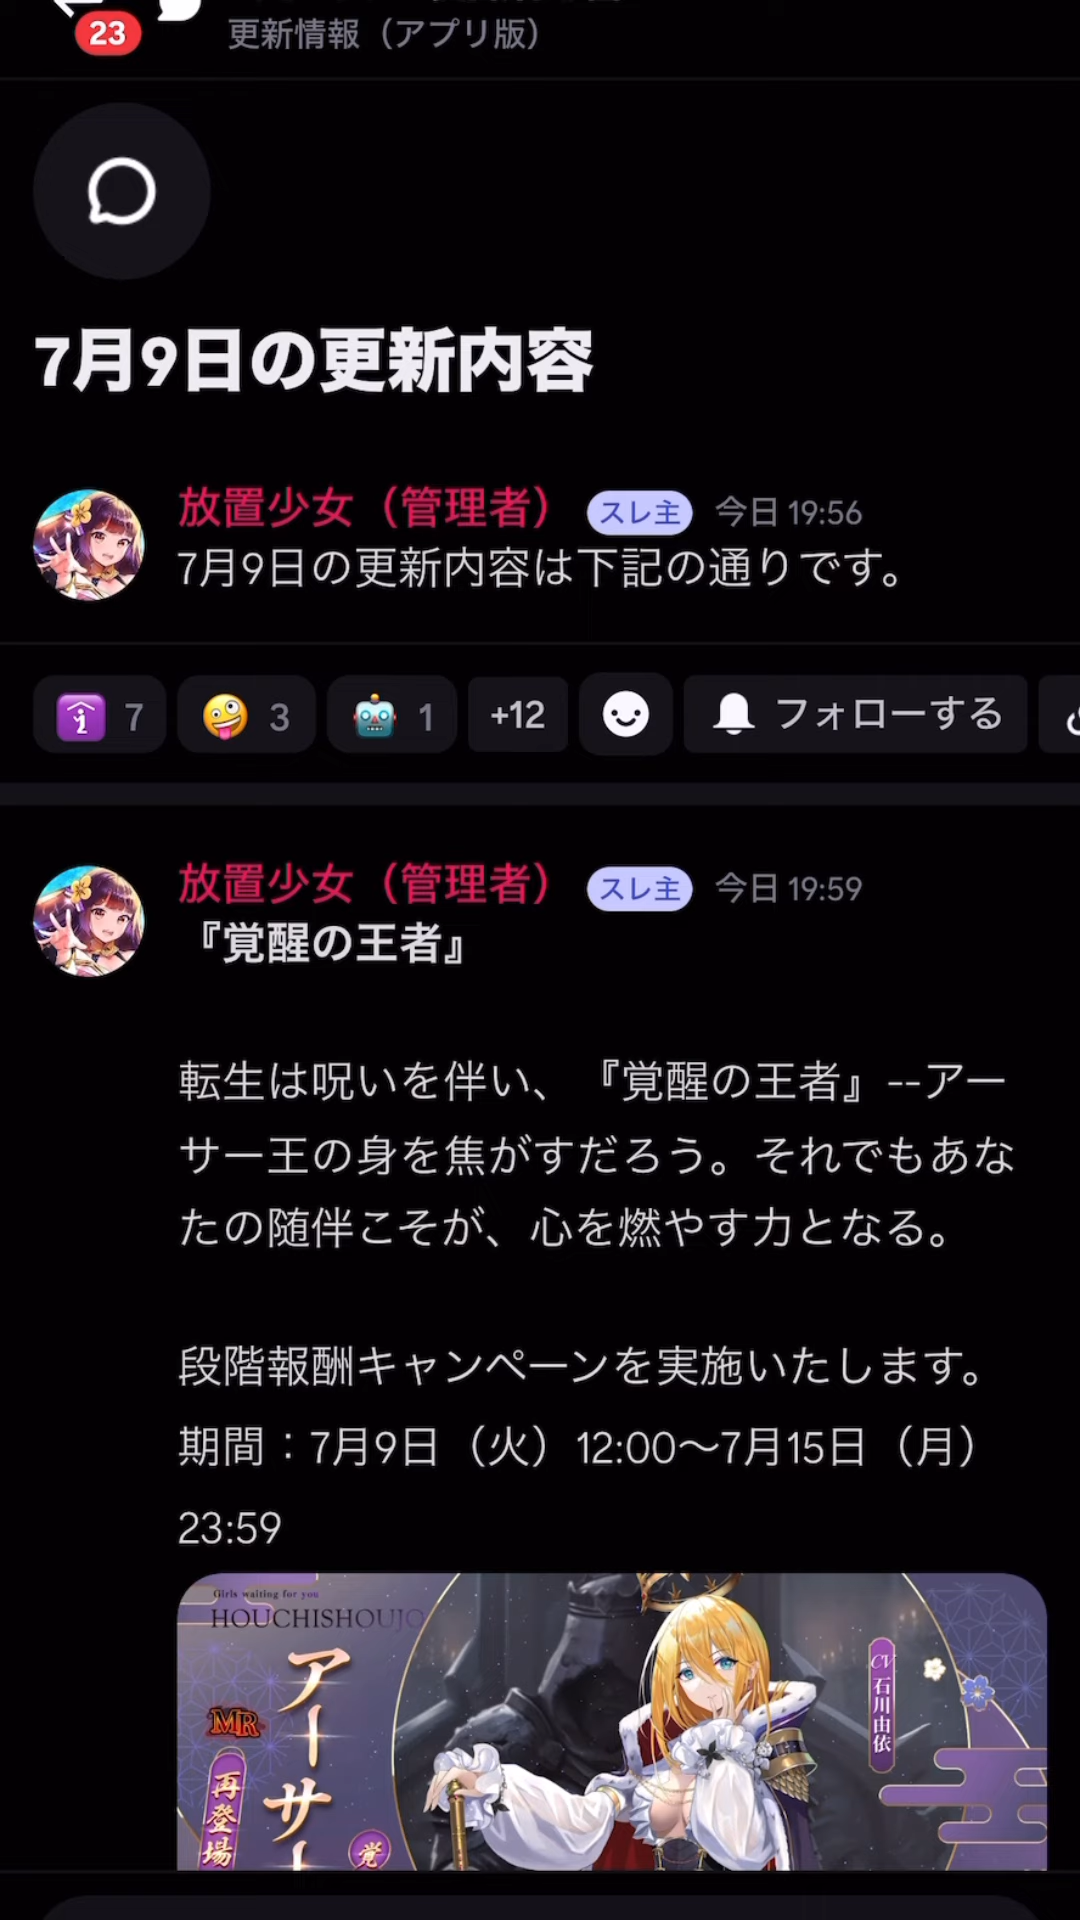 23
更新情報（アプリ版）
7月9日の更新内容
放置少女（管理者） スレ主 今日 19:56
7月9日の更新内容は下記の通りです。
7 3 1 +12 フォローする
放置少女（管理者） スレ主 今日 19:59
『覚醒の王者』
転生は呪いを伴い、『覚醒の王者』--アー
サー王の身を焦がすだろう。それでもあな
たの随伴こそが、心を燃やす力となる。
段階報酬キャンペーンを実施いたします。
期間：7月9日（火）12:00〜7月15日（月）
23:59
Girls waiting for you
HOUCHISHOUJO
アーサー
MR
再登場
覚
CV 石川由依